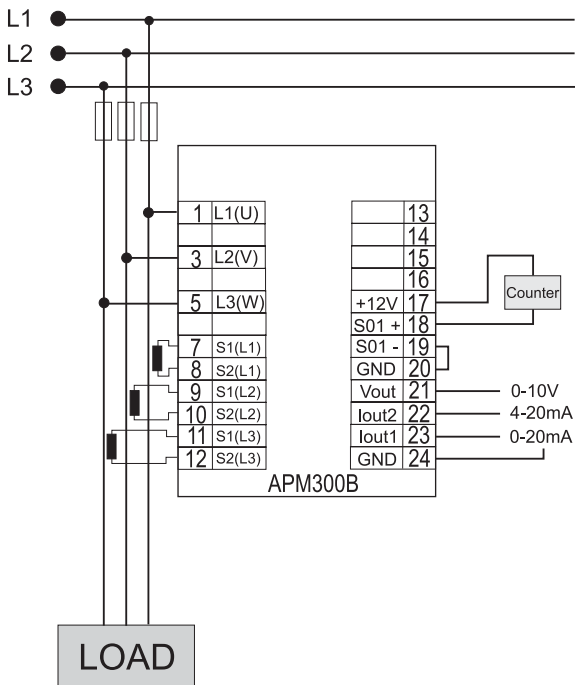 L1
L2
L3
1 L1(U)
3 L2(V)
5 L3(W)
7 S1(L1)
8 S2(L1)
9 S1(L2)
10 S2(L2)
11 S1(L3)
12 S2(L3)
13
14
15
16
+12V 17
S01 + 18
S01 - 19
GND 20
Vout 21
Iout2 22
Iout1 23
GND 24
Counter
0-10V
4-20mA
0-20mA
APM300B
LOAD